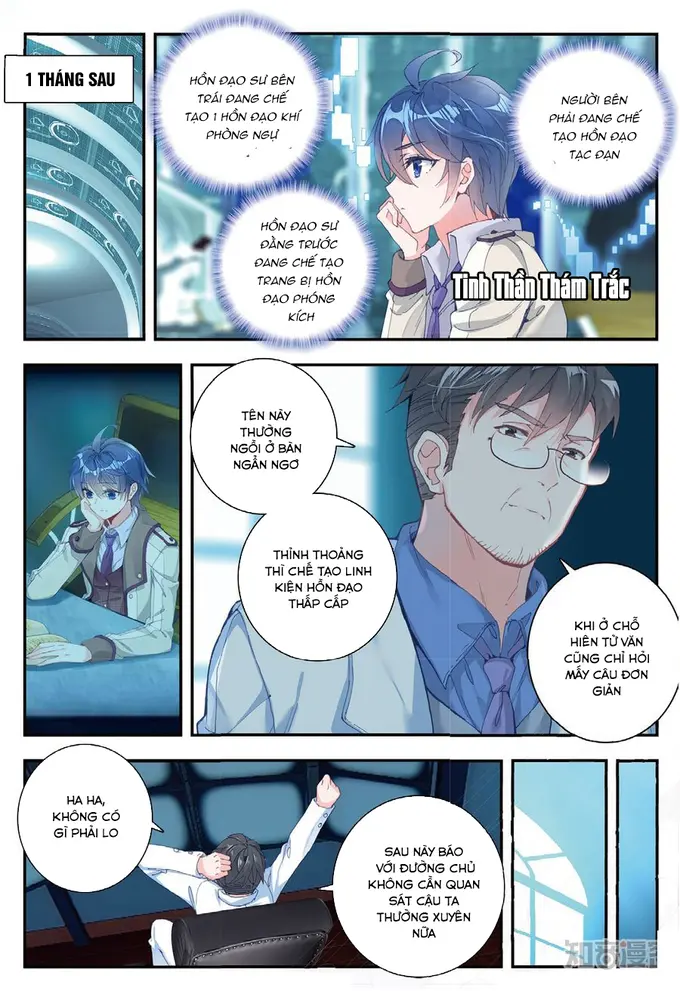 1 THÁNG SAU
HỒN ĐẠO SƯ BÊN
TRÁI ĐANG CHẾ
TẠO 1 HỒN ĐẠO KHÍ
PHÒNG NGỰ
NGƯỜI BÊN
PHẢI ĐANG CHẾ
TẠO HỒN ĐẠO
TẠC ĐẠN
HỒN ĐẠO SƯ
ĐẰNG TRƯỚC
ĐANG CHẾ TẠO
TRANG BỊ HỒN
ĐẠO PHÓNG
KÍCH
Tinh Thần Thám Trắc
TÊN NÀY
THƯỜNG
NGỒI Ở BÀN
NGẨN NGƠ
THỈNH THOẢNG
THÌ CHẾ TẠO LINH
KIỆN HỒN ĐẠO
THẤP CẤP
KHI Ở CHỖ
HIÊN TỬ VĂN
CŨNG CHỈ HỎI
MẤY CÂU ĐƠN
GIẢN
HA HA,
KHÔNG CÓ
GÌ PHẢI LO
SAU NÀY BÁO
VỚI ĐƯỜNG CHỦ
KHÔNG CẦN QUAN
SÁT CẬU TA
THƯỜNG XUYÊN
NỮA
知音漫客